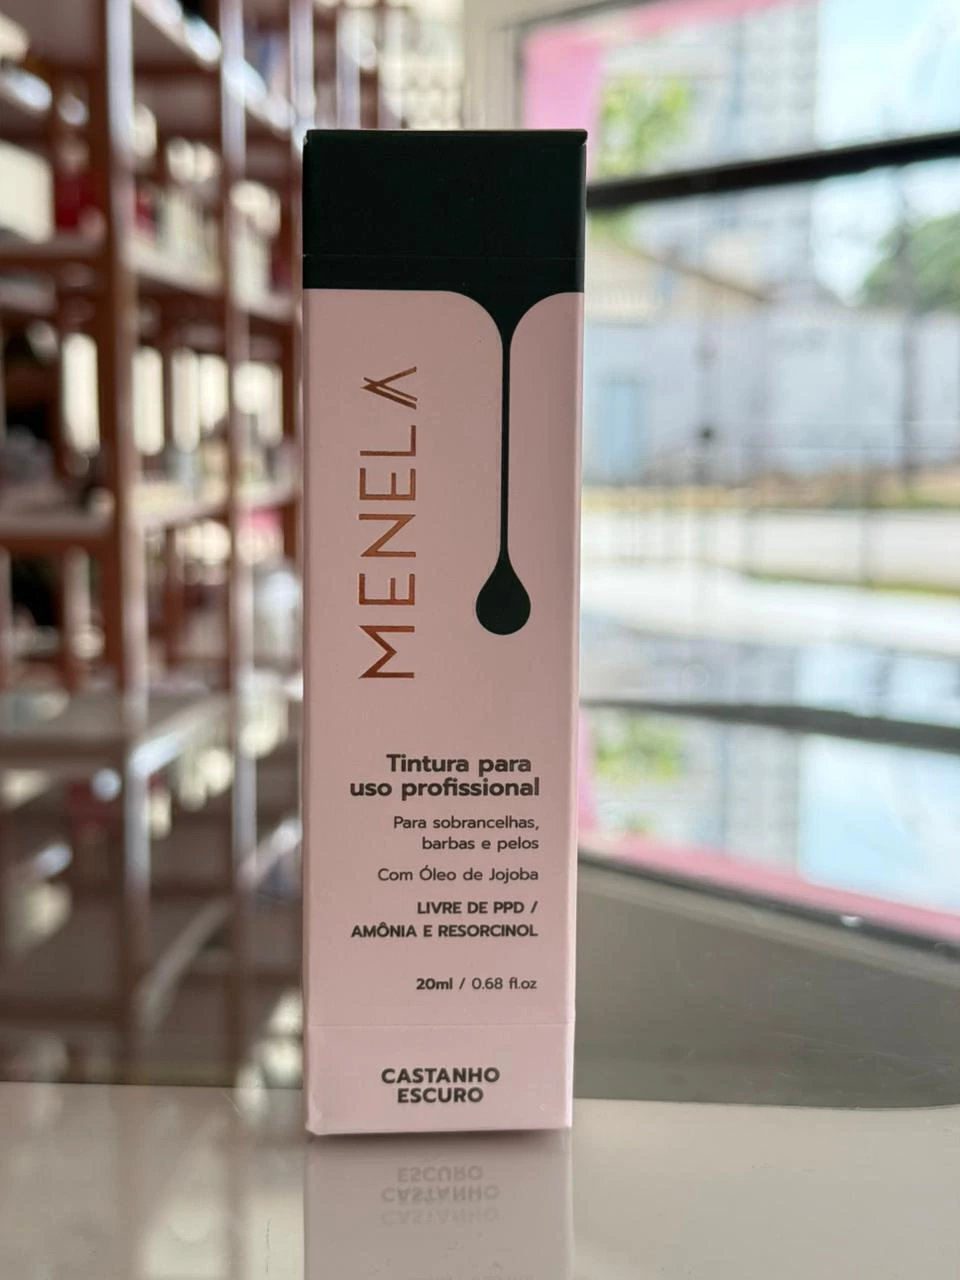 MENELA
Tintura para
uso profissional
Para sobrancelhas,
barbas e pelos
Com Óleo de Jojoba
LIVRE DE PPD /
AMÔNIA E RESORCINOL
20ml / 0.68 fl.oz
CASTANHO
ESCURO